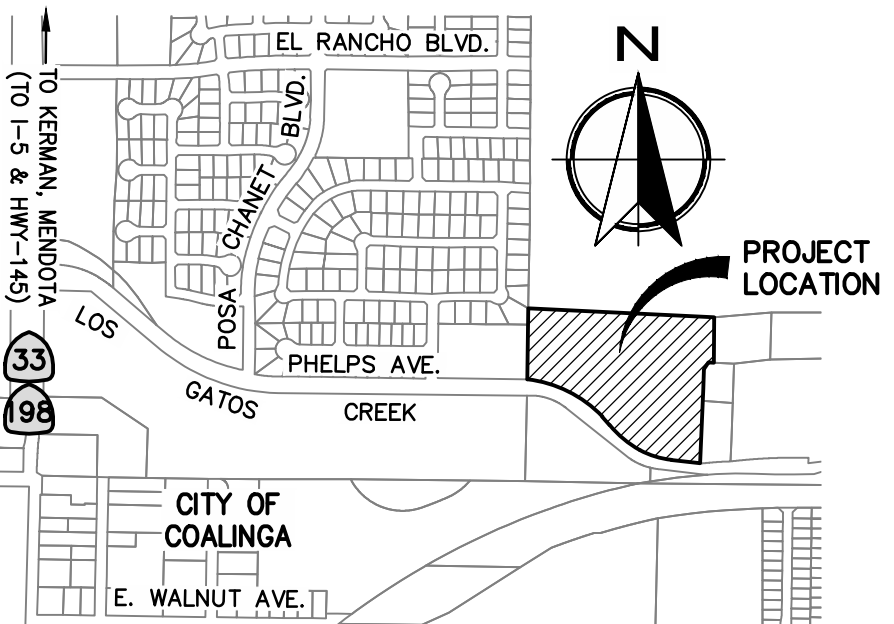 EL RANCHO BLVD.
N
TO KERMAN, MENDOTA
(TO I-5 & HWY-145)
POSA CHANET BLVD.
PROJECT
LOCATION
LOS GATOS CREEK
33
198
PHELPS AVE.
CITY OF
COALINGA
E. WALNUT AVE.